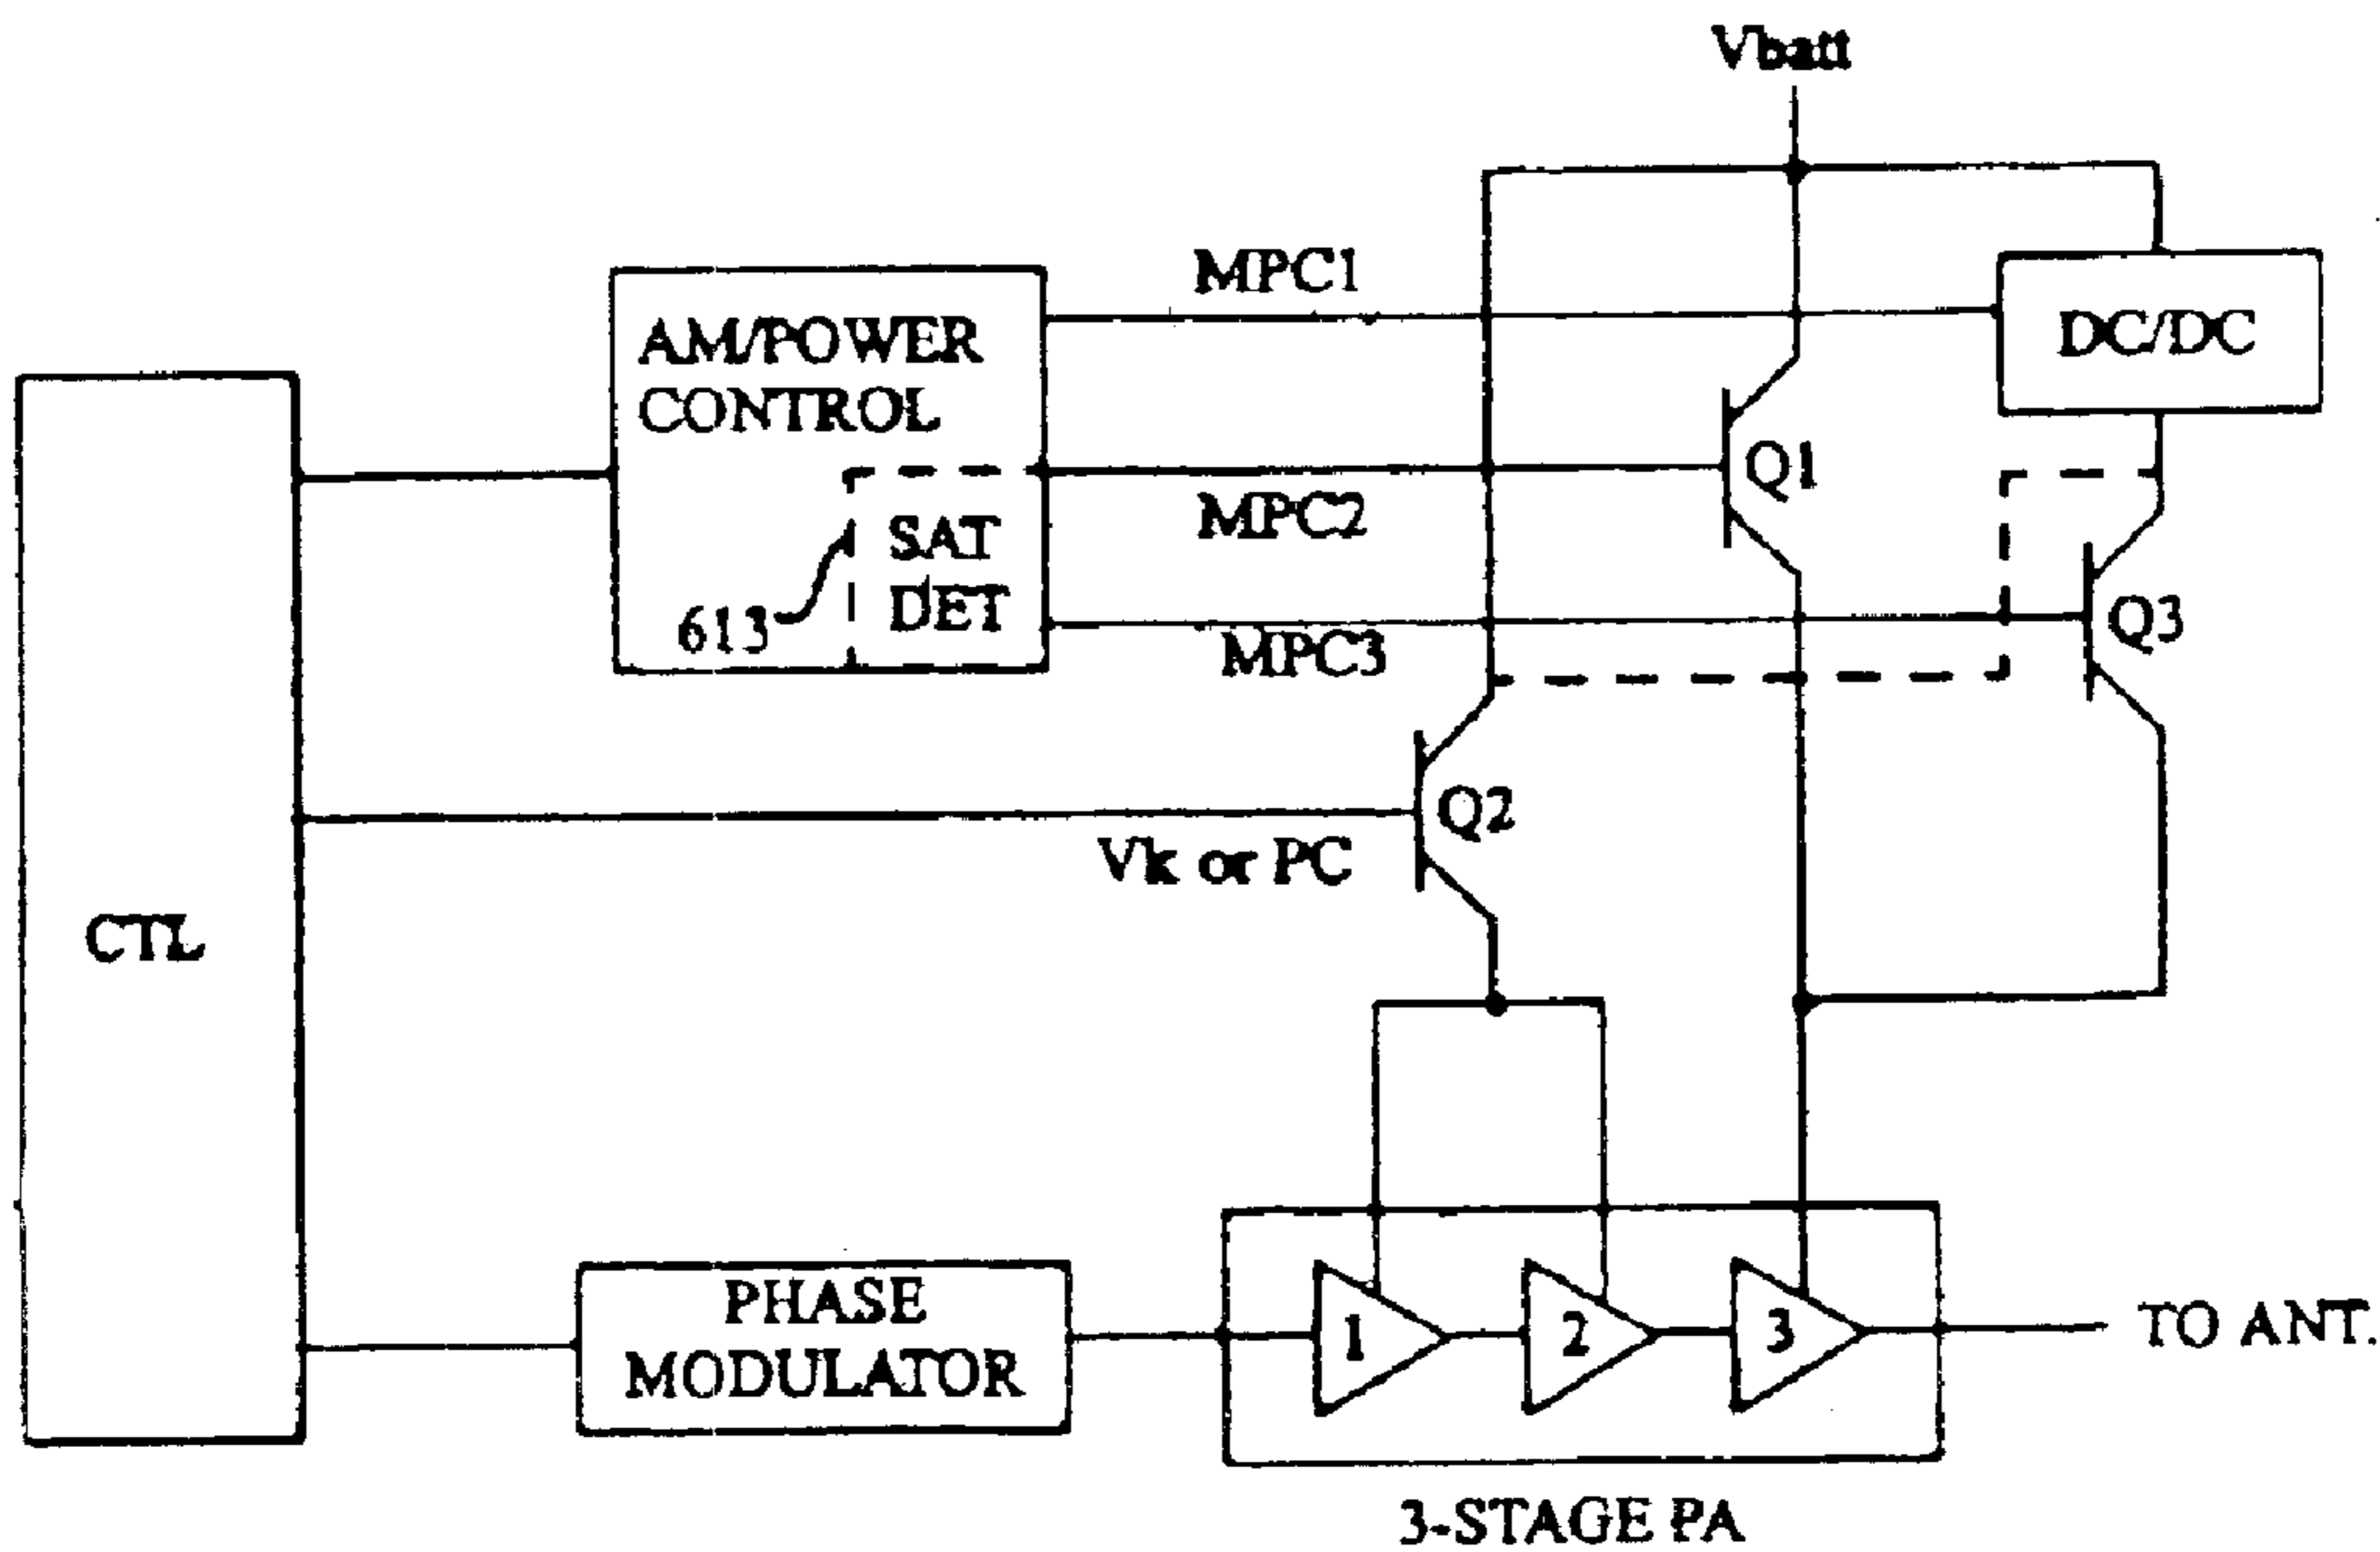 Vbatt
MPC1
AM/POWER
CONTROL
DC/DC
Q1
MPC2
SAT
DET
613
Q3
MPC3
Q2
Vk or PC
CTL
PHASE
MODULATOR
1
2
3
TO ANT.
3-STAGE PA